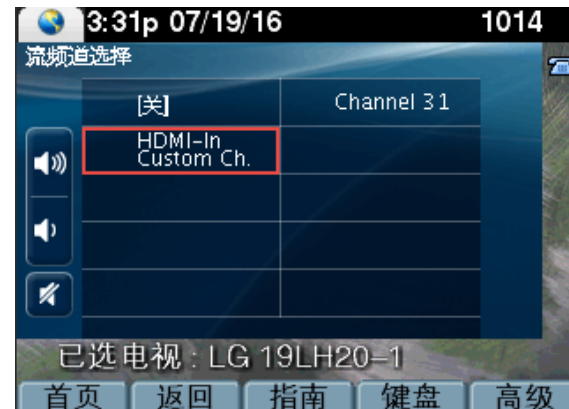 3:31p 07/19/16 1014
流频道选择
[关] Channel 31
HDMI-In
Custom Ch.
已选电视 : LG 19LH20-1
首页 返回 指南 键盘 高级